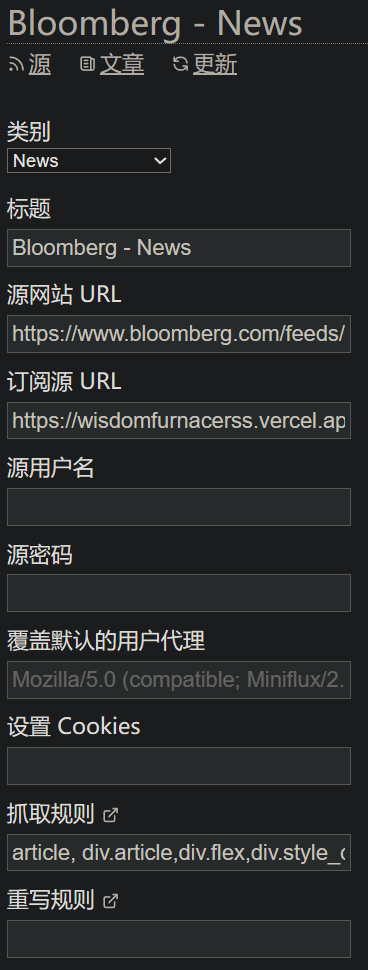 Bloomberg - News
源 文章 更新
类别
News
标题
Bloomberg - News
源网站 URL
https://www.bloomberg.com/feeds/
订阅源 URL
https://wisdomfurnacerss.vercel.ap
源用户名
源密码
覆盖默认的用户代理
Mozilla/5.0 (compatible; Miniflux/2.
设置 Cookies
抓取规则
article, div.article,div.flex,div.style_c
重写规则